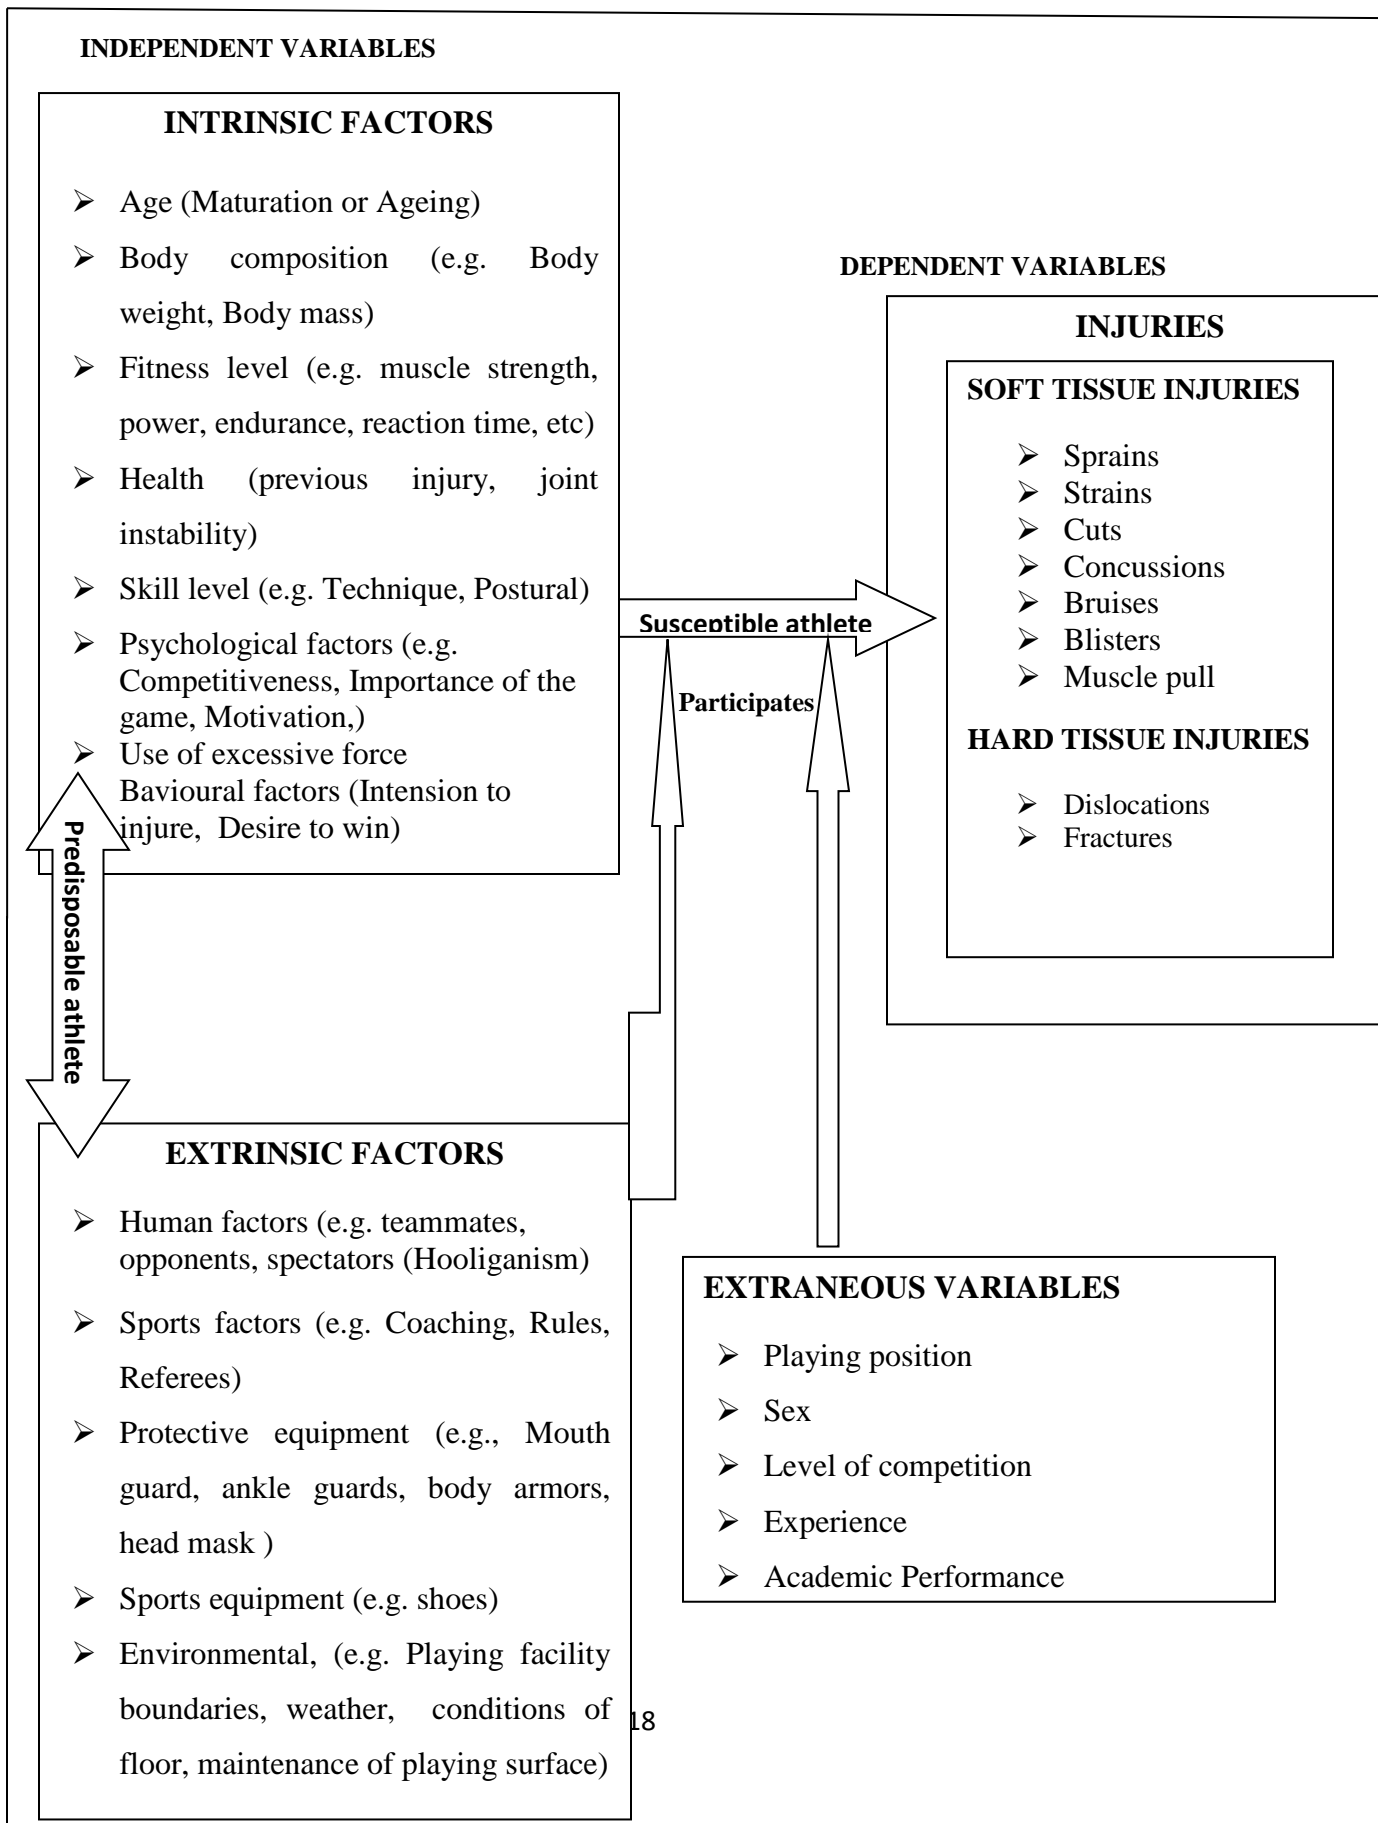 INDEPENDENT VARIABLES
INTRINSIC FACTORS
➢ Age (Maturation or Ageing)
➢ Body composition (e.g. Body
weight, Body mass)
➢ Fitness level (e.g. muscle strength,
power, endurance, reaction time, etc)
➢ Health (previous injury, joint
instability)
➢ Skill level (e.g. Technique, Postural)
➢ Psychological factors (e.g.
Competitiveness, Importance of the
game, Motivation,)
➢ Use of excessive force
Bavioural factors (Intension to
injure, Desire to win)
Predisposable athlete
Susceptible athlete
Participates
DEPENDENT VARIABLES
INJURIES
SOFT TISSUE INJURIES
➢ Sprains
➢ Strains
➢ Cuts
➢ Concussions
➢ Bruises
➢ Blisters
➢ Muscle pull
HARD TISSUE INJURIES
➢ Dislocations
➢ Fractures
EXTRINSIC FACTORS
➢ Human factors (e.g. teammates,
opponents, spectators (Hooliganism)
➢ Sports factors (e.g. Coaching, Rules,
Referees)
➢ Protective equipment (e.g., Mouth
guard, ankle guards, body armors,
head mask )
➢ Sports equipment (e.g. shoes)
➢ Environmental, (e.g. Playing facility
boundaries, weather, conditions of
floor, maintenance of playing surface)
EXTRANEOUS VARIABLES
➢ Playing position
➢ Sex
➢ Level of competition
➢ Experience
➢ Academic Performance
18